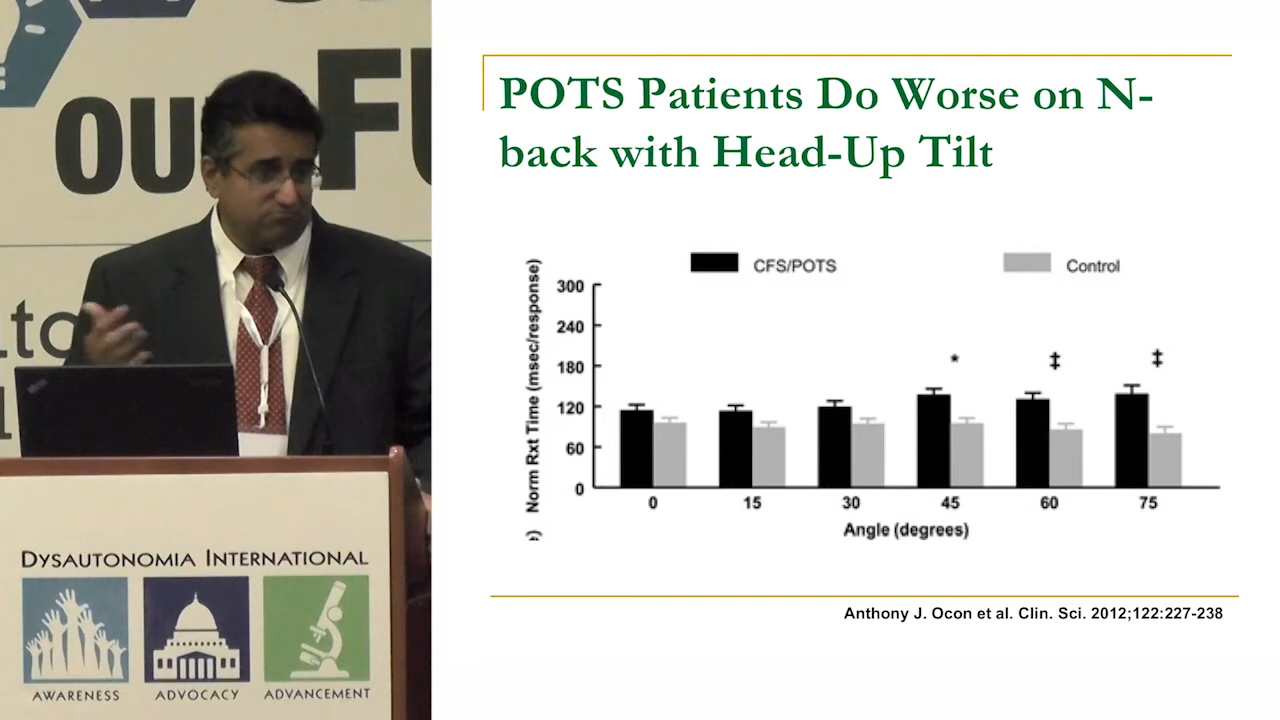 OUR FU
POTS Patients Do Worse on N-
back with Head-Up Tilt
CFS/POTS
Control
Norm Rxt Time (msec/response)
300
240
180
120
60
0
*
‡
‡
0
15
30
45
60
75
Angle (degrees)
Anthony J. Ocon et al. Clin. Sci. 2012;122:227-238
DYSAUTONOMIA INTERNATIONAL
AWARENESS
ADVOCACY
ADVANCEMENT